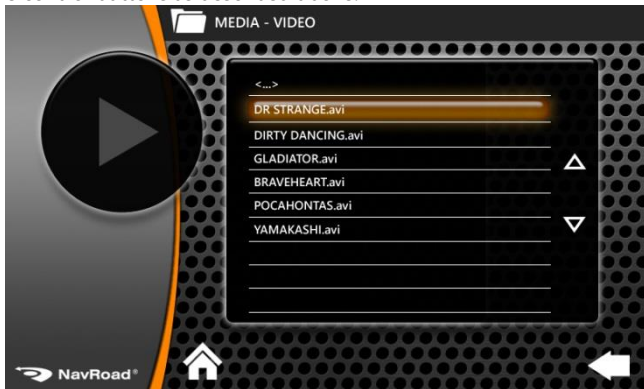 MEDIA - VIDEO
<...>
DR STRANGE.avi
DIRTY DANCING.avi
GLADIATOR.avi
BRAVEHEART.avi
POCAHONTAS.avi
YAMAKASHI.avi
NavRoad®